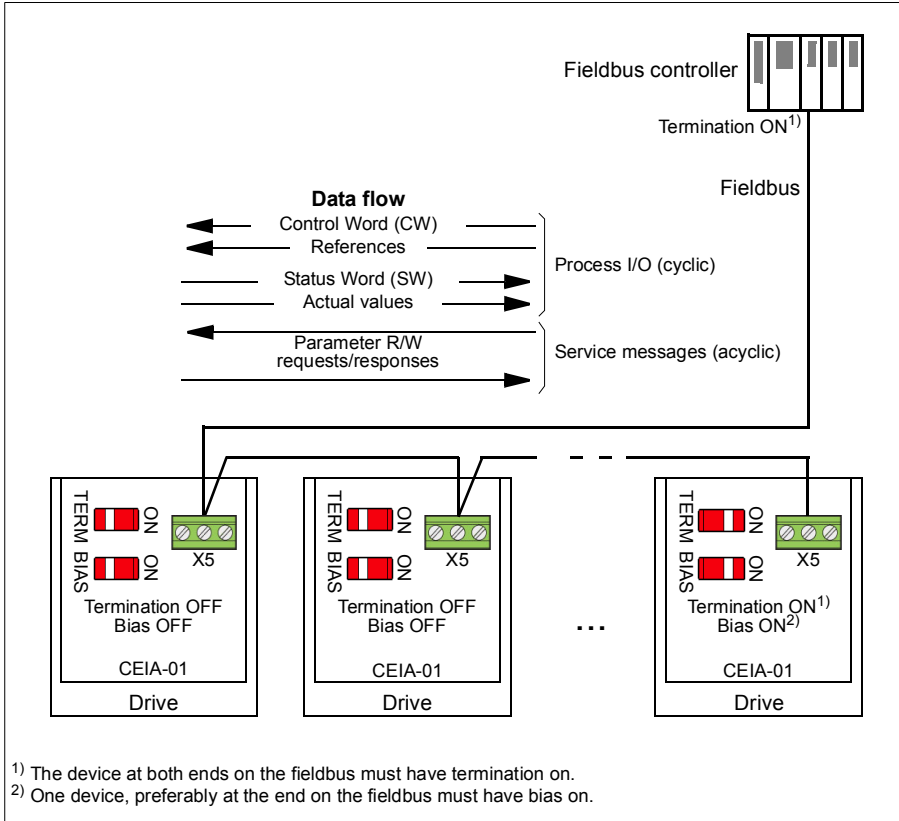 Fieldbus controller
Termination ON1)
Fieldbus
Data flow
Control Word (CW)
References
Process I/O (cyclic)
Status Word (SW)
Actual values
Parameter R/W
requests/responses
Service messages (acyclic)
TERM
ON
BIAS
ON
X5
Termination OFF
Bias OFF
CEIA-01
Drive
TERM
ON
BIAS
ON
X5
Termination OFF
Bias OFF
CEIA-01
Drive
...
TERM
ON
BIAS
ON
X5
Termination ON1)
Bias ON2)
CEIA-01
Drive
1) The device at both ends on the fieldbus must have termination on.
2) One device, preferably at the end on the fieldbus must have bias on.